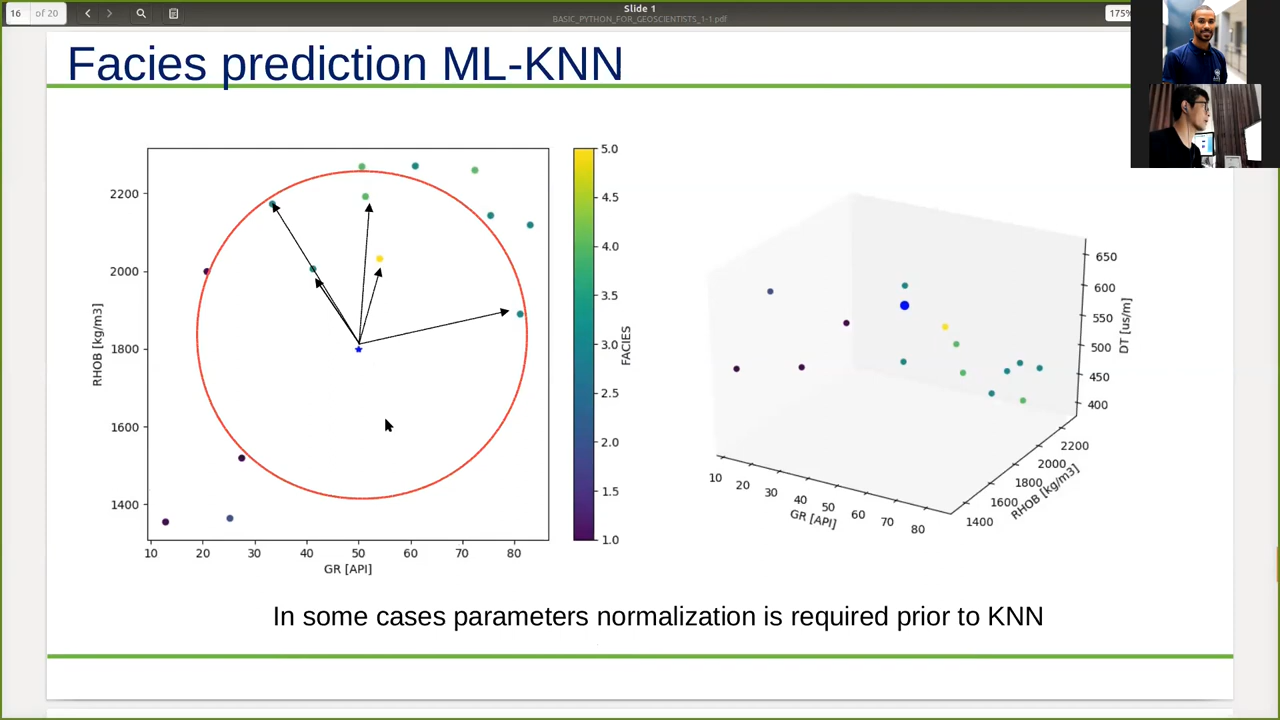 16 of 20
Slide 1
BASIC_PYTHON_FOR_GEOSCIENTISTS_1-1.pdf
175%
Facies prediction ML-KNN
2200
2000
1800
1600
1400
RHOB [kg/m3]
10 20 30 40 50 60 70 80
GR [API]
5.0
4.5
4.0
3.5
3.0
2.5
2.0
1.5
1.0
FACIES
650
600
550
500
450
400
DT [us/m]
2200
2000
1800
1600
1400
RHOB [kg/m3]
10 20 30 40 50 60 70 80
GR [API]
In some cases parameters normalization is required prior to KNN